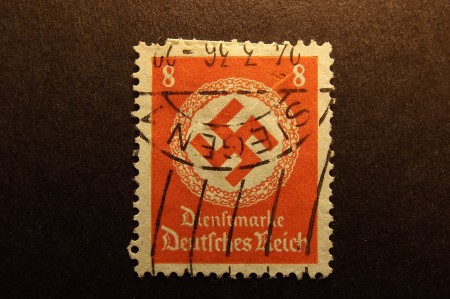 8 8
Dienstmarke
Deutsches Reich